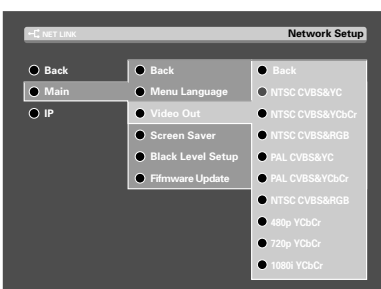 NET LINK
Network Setup
Back
Main
IP
Back
Menu Language
Video Out
Screen Saver
Black Level Setup
Fifmware Update
Back
NTSC CVBS&YC
NTSC CVBS&YCbCr
NTSC CVBS&RGB
PAL CVBS&YC
PAL CVBS&YCbCr
NTSC CVBS&RGB
480p YCbCr
720p YCbCr
1080i YCbCr